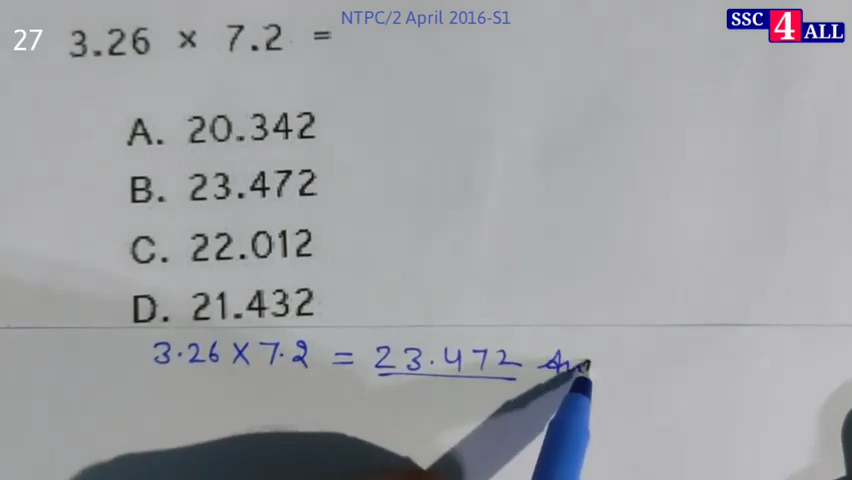 NTPC/2 April 2016-S1
SSC 4 ALL
27 3.26 × 7.2 =
A. 20.342
B. 23.472
C. 22.012
D. 21.432
3.26 × 7.2 = 23.472